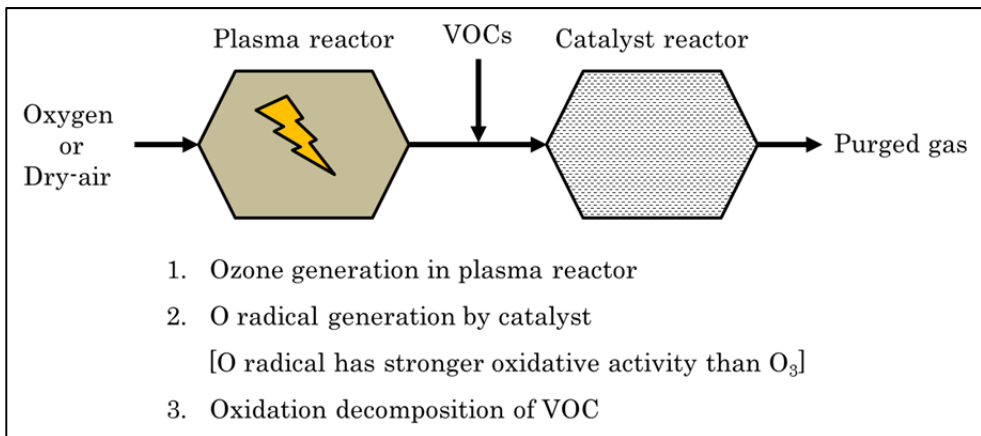 Plasma reactor
VOCs
Catalyst reactor
Oxygen
or
Dry-air
Purged gas
1. Ozone generation in plasma reactor
2. O radical generation by catalyst
[O radical has stronger oxidative activity than O₃]
3. Oxidation decomposition of VOC